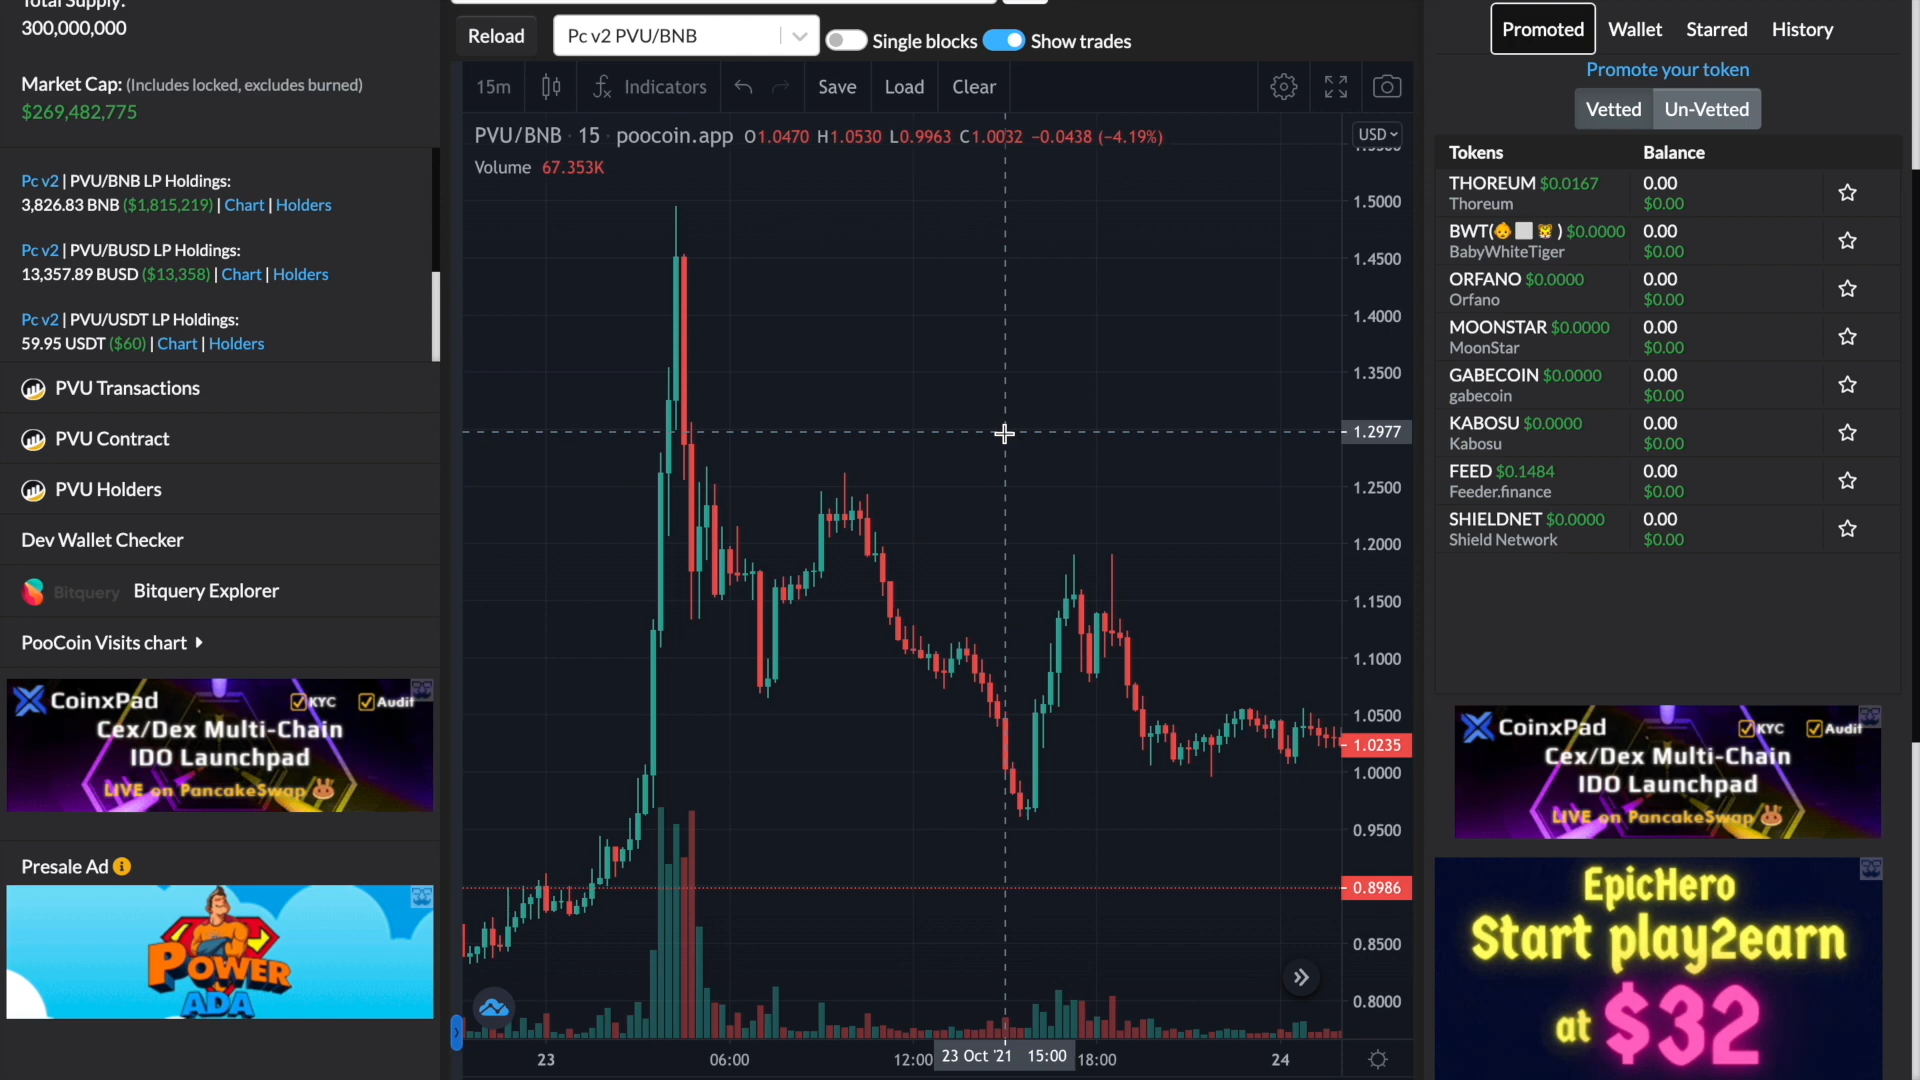 Total Supply:
300,000,000
Market Cap: (Includes locked, excludes burned)
$269,482,775
Pc v2 | PVU/BNB LP Holdings:
3,826.83 BNB ($1,815,219) | Chart | Holders
Pc v2 | PVU/BUSD LP Holdings:
13,357.89 BUSD ($13,358) | Chart | Holders
Pc v2 | PVU/USDT LP Holdings:
59.95 USDT ($60) | Chart | Holders
PVU Transactions
PVU Contract
PVU Holders
Dev Wallet Checker
Bitquery Bitquery Explorer
PooCoin Visits chart
CoinxPad KYC Audit
Cex/Dex Multi-Chain
IDO Launchpad
LIVE on PancakeSwap
Presale Ad
POWER
ADA
Reload Pc v2 PVU/BNB Single blocks Show trades
15m Indicators Save Load Clear
PVU/BNB · 15 · poocoin.app O1.0470 H1.0530 L0.9963 C1.0032 −0.0438 (−4.19%)
Volume 67.353K
USD
1.5000
1.4500
1.4000
1.3500
1.2977
1.2500
1.2000
1.1500
1.1000
1.0500
1.0235
1.0000
0.9500
0.8986
0.8500
0.8000
23 06:00 12:00 23 Oct '21 15:00 18:00 24
Promoted Wallet Starred History
Promote your token
Vetted Un-Vetted
Tokens Balance
THOREUM $0.0167 0.00
Thoreum $0.00
BWT( ) $0.0000 0.00
BabyWhiteTiger $0.00
ORFANO $0.0000 0.00
Orfano $0.00
MOONSTAR $0.0000 0.00
MoonStar $0.00
GABECOIN $0.0000 0.00
gabecoin $0.00
KABOSU $0.0000 0.00
Kabosu $0.00
FEED $0.1484 0.00
Feeder.finance $0.00
SHIELDNET $0.0000 0.00
Shield Network $0.00
CoinxPad KYC Audit
Cex/Dex Multi-Chain
IDO Launchpad
LIVE on PancakeSwap
EpicHero
Start play2earn
at $32